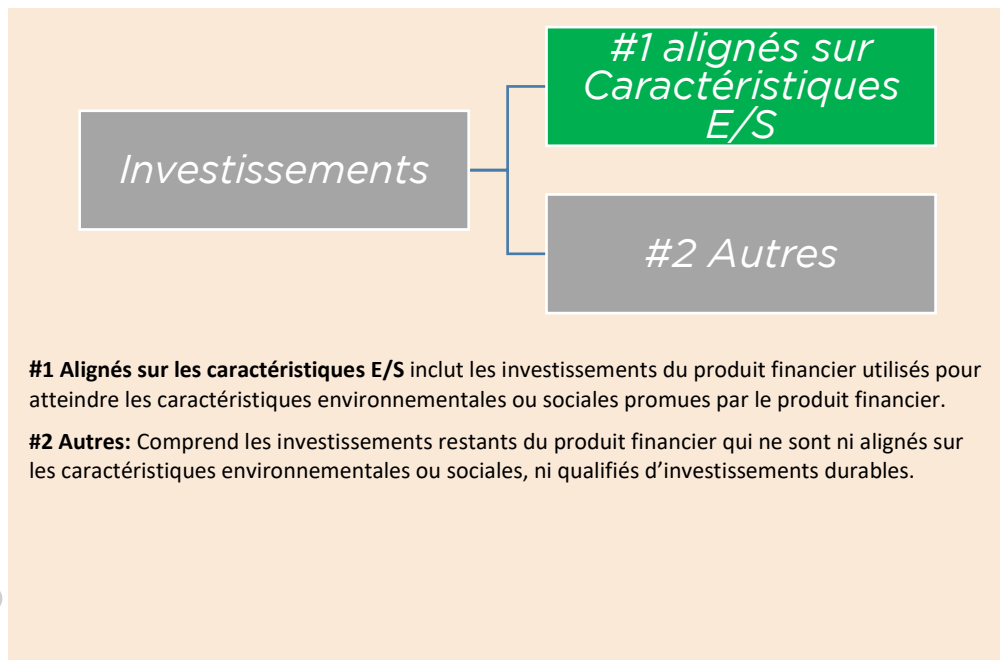 #1 alignés sur
Caractéristiques
E/S
Investissements
#2 Autres
#1 Alignés sur les caractéristiques E/S inclut les investissements du produit financier utilisés pour
atteindre les caractéristiques environnementales ou sociales promues par le produit financier.
#2 Autres: Comprend les investissements restants du produit financier qui ne sont ni alignés sur
les caractéristiques environnementales ou sociales, ni qualifiés d’investissements durables.